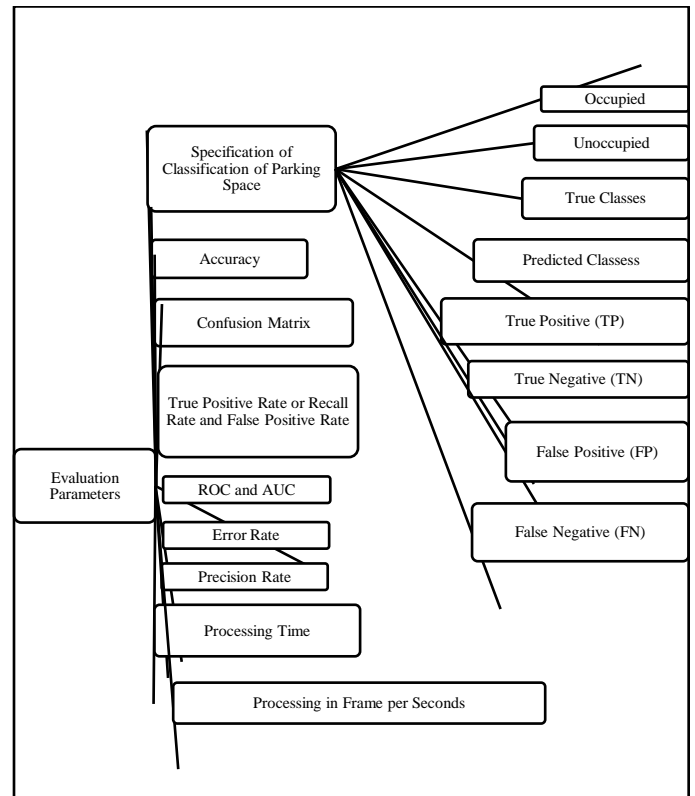 Evaluation
Parameters
Specification of
Classification of Parking
Space
Accuracy
Confusion Matrix
True Positive Rate or Recall
Rate and False Positive Rate
ROC and AUC
Error Rate
Precision Rate
Processing Time
Processing in Frame per Seconds
Occupied
Unoccupied
True Classes
Predicted Classess
True Positive (TP)
True Negative (TN)
False Positive (FP)
False Negative (FN)